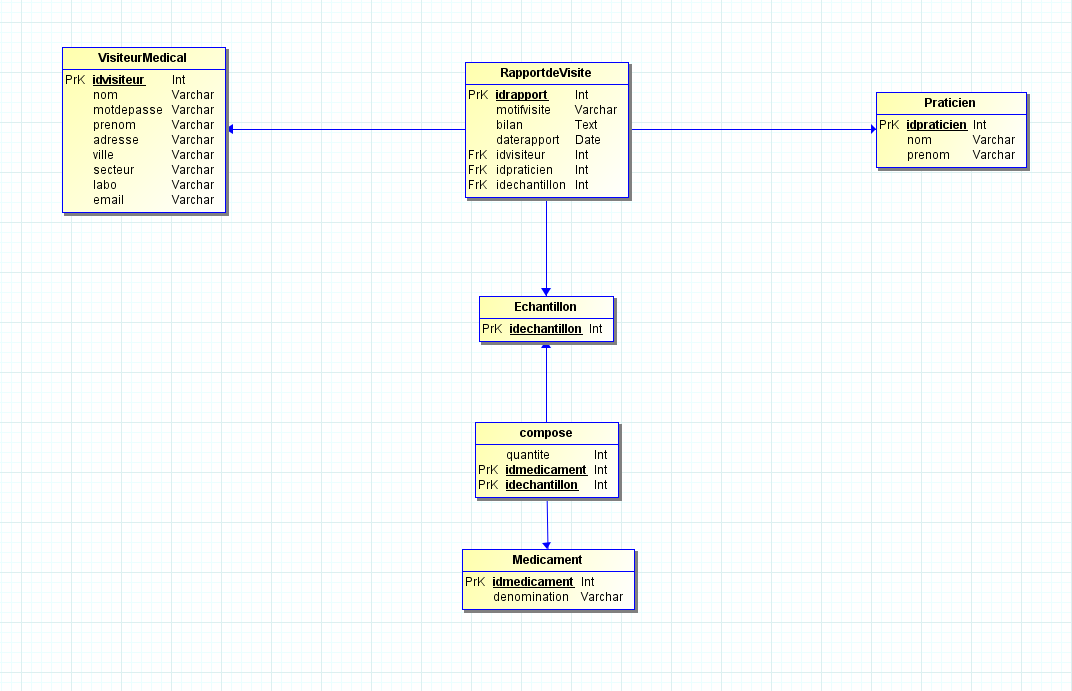 VisiteurMedical
PrK idvisiteur Int
nom Varchar
motdepasse Varchar
prenom Varchar
adresse Varchar
ville Varchar
secteur Varchar
labo Varchar
email Varchar
RapportdeVisite
PrK idrapport Int
motifvisite Varchar
bilan Text
daterapport Date
FrK idvisiteur Int
FrK idpraticien Int
FrK idechantillon Int
Praticien
PrK idpraticien Int
nom Varchar
prenom Varchar
Echantillon
PrK idechantillon Int
compose
quantite Int
PrK idmedicament Int
PrK idechantillon Int
Medicament
PrK idmedicament Int
denomination Varchar